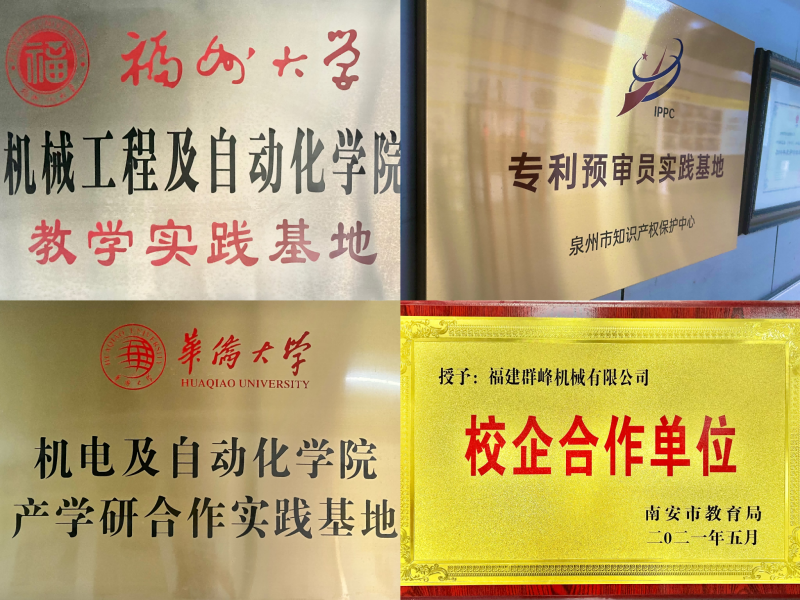 福州大学
机械工程及自动化学院
教学实践基地
IPPC
专利预审员实践基地
泉州市知识产权保护中心
華僑大学
HUAQIAO UNIVERSITY
机电及自动化学院
产学研合作实践基地
授予：福建群峰机械有限公司
校企合作单位
南安市教育局
二〇二一年五月